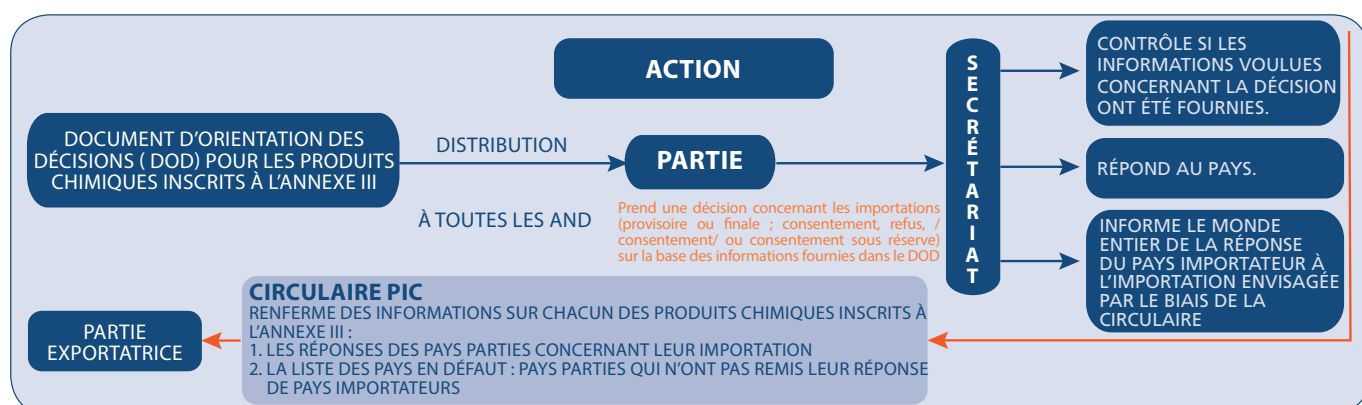 ACTION
DOCUMENT D'ORIENTATION DES
DÉCISIONS ( DOD) POUR LES PRODUITS
CHIMIQUES INSCRITS À L'ANNEXE III
DISTRIBUTION
À TOUTES LES AND
PARTIE
Prend une décision concernant les importations
(provisoire ou finale ; consentement, refus, /
consentement/ ou consentement sous réserve)
sur la base des informations fournies dans le DOD
SECRÉTARIAT
CONTRÔLE SI LES
INFORMATIONS VOULUES
CONCERNANT LA DÉCISION
ONT ÉTÉ FOURNIES.
RÉPOND AU PAYS.
INFORME LE MONDE
ENTIER DE LA RÉPONSE
DU PAYS IMPORTATEUR À
L'IMPORTATION ENVISAGÉE
PAR LE BIAIS DE LA
CIRCULAIRE
CIRCULAIRE PIC
RENFERME DES INFORMATIONS SUR CHACUN DES PRODUITS CHIMIQUES INSCRITS À
L'ANNEXE III :
1. LES RÉPONSES DES PAYS PARTIES CONCERNANT LEUR IMPORTATION
2. LA LISTE DES PAYS EN DÉFAUT : PAYS PARTIES QUI N'ONT PAS REMIS LEUR RÉPONSE
DE PAYS IMPORTATEURS
PARTIE
EXPORTATRICE